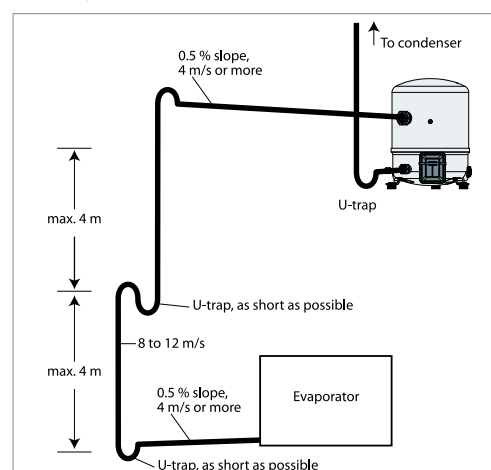 To condenser
0.5 % slope,
4 m/s or more
U-trap
max. 4 m
U-trap, as short as possible
8 to 12 m/s
max. 4 m
0.5 % slope,
4 m/s or more
Evaporator
U-trap, as short as possible